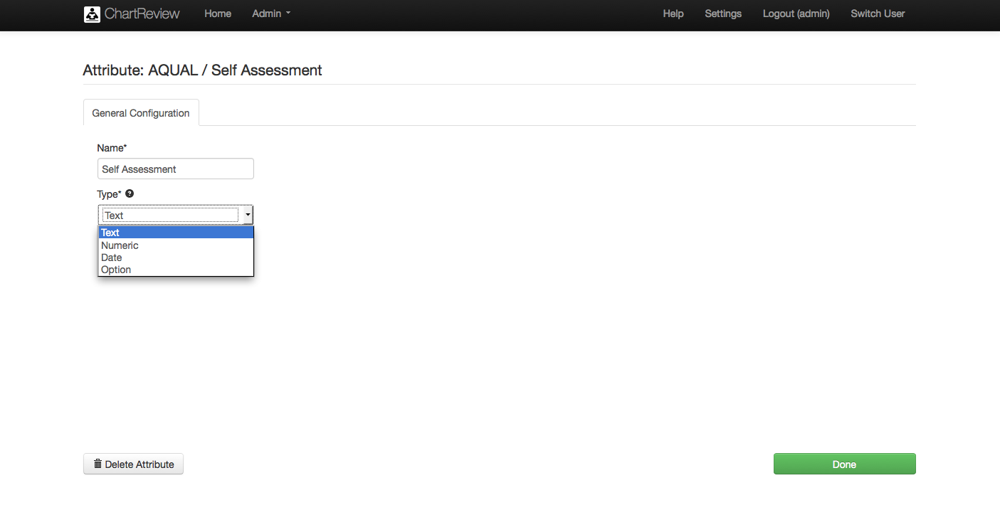 ChartReview Home Admin Help Settings Logout (admin) Switch User
Attribute: AQUAL / Self Assessment
General Configuration
Name*
Self Assessment
Type* ?
Text
Text
Numeric
Date
Option
Delete Attribute Done